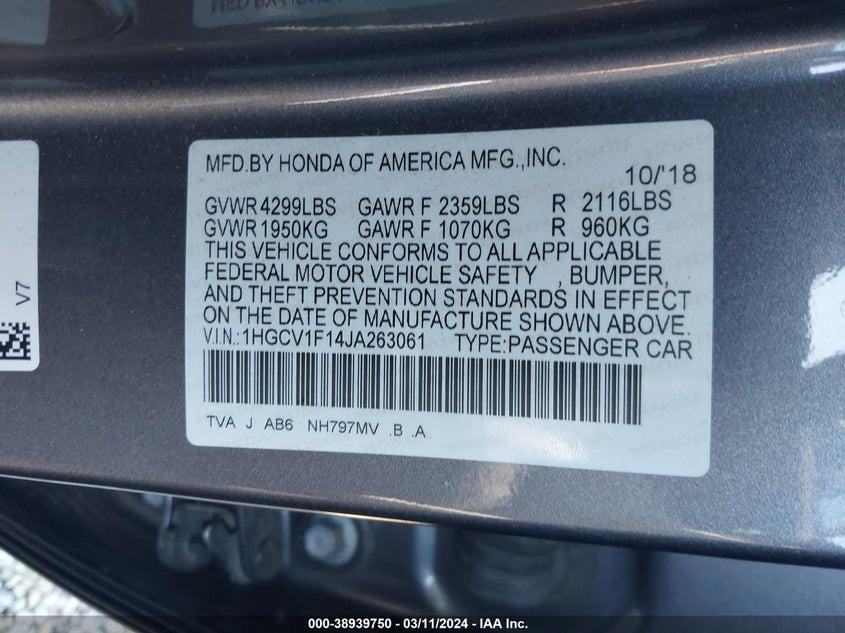 MFD.BY HONDA OF AMERICA MFG.,INC.
10/'18
GVWR 4299LBS GAWR F 2359LBS R 2116LBS
GVWR 1950KG GAWR F 1070KG R 960KG
THIS VEHICLE CONFORMS TO ALL APPLICABLE
FEDERAL MOTOR VEHICLE SAFETY , BUMPER,
AND THEFT PREVENTION STANDARDS IN EFFECT
ON THE DATE OF MANUFACTURE SHOWN ABOVE.
V.I.N.: 1HGCV1F14JA263061 TYPE:PASSENGER CAR
TVA J AB6 NH797MV .B .A
V7
000-38939750 - 03/11/2024 - IAA Inc.